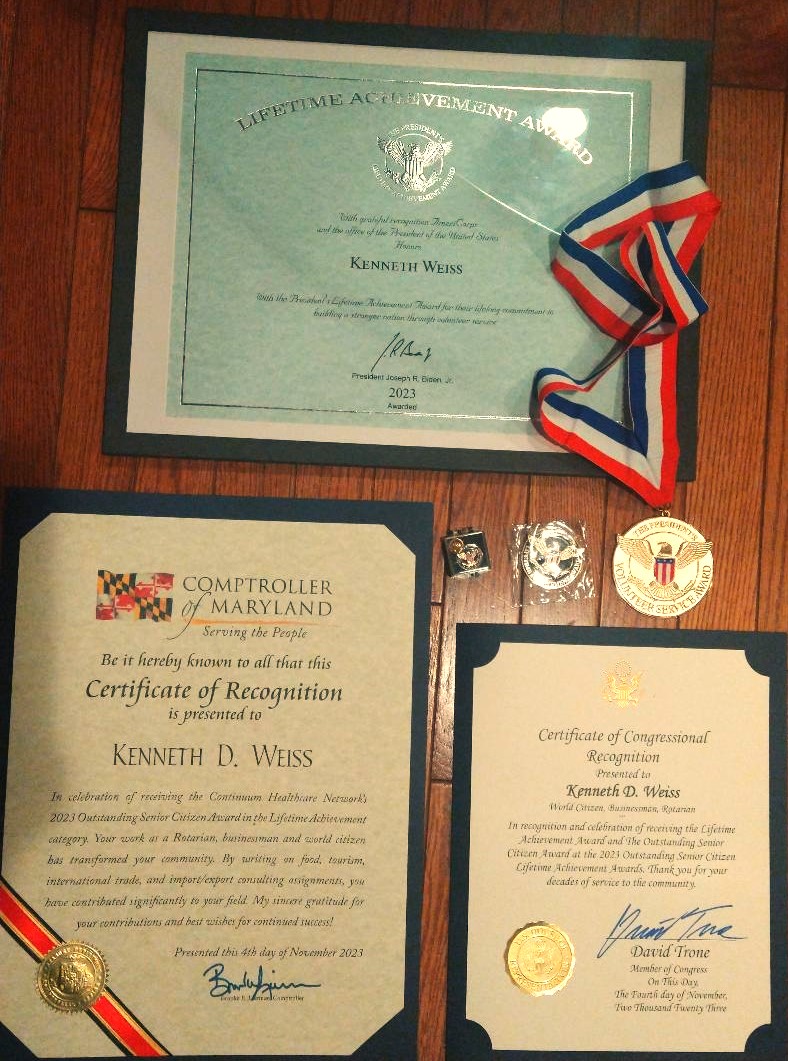 LIFETIME ACHIEVEMENT AWARD
THE PRESIDENT'S
LIFETIME ACHIEVEMENT AWARD
With grateful recognition AmeriCorps
and the office of the President of the United States
Honors
KENNETH WEISS
With the President's Lifetime Achievement Award for their lifelong commitment to
building a stronger nation through volunteer service
President Joseph R. Biden, Jr.
2023
Awarded
THE PRESIDENT'S
VOLUNTEER SERVICE AWARD
COMPTROLLER
of MARYLAND
Serving the People
Be it hereby known to all that this
Certificate of Recognition
is presented to
KENNETH D. WEISS
In celebration of receiving the Continuum Healthcare Network's
2023 Outstanding Senior Citizen Award in the Lifetime Achievement
category. Your work as a Rotarian, businessman and world citizen
has transformed your community. By writing on food, tourism,
international trade, and import/export consulting assignments, you
have contributed significantly to your field. My sincere gratitude for
your contributions and best wishes for continued success!
Presented this 4th day of November 2023
Comptroller
Certificate of Congressional
Recognition
Presented to
Kenneth D. Weiss
World Citizen, Businessman, Rotarian
In recognition and celebration of receiving the Lifetime
Achievement Award and The Outstanding Senior
Citizen Award at the 2023 Outstanding Senior Citizen
Lifetime Achievement Awards. Thank you for your
decades of service to the community.
David Trone
Member of Congress
On This Day,
The Fourth day of November,
Two Thousand Twenty Three